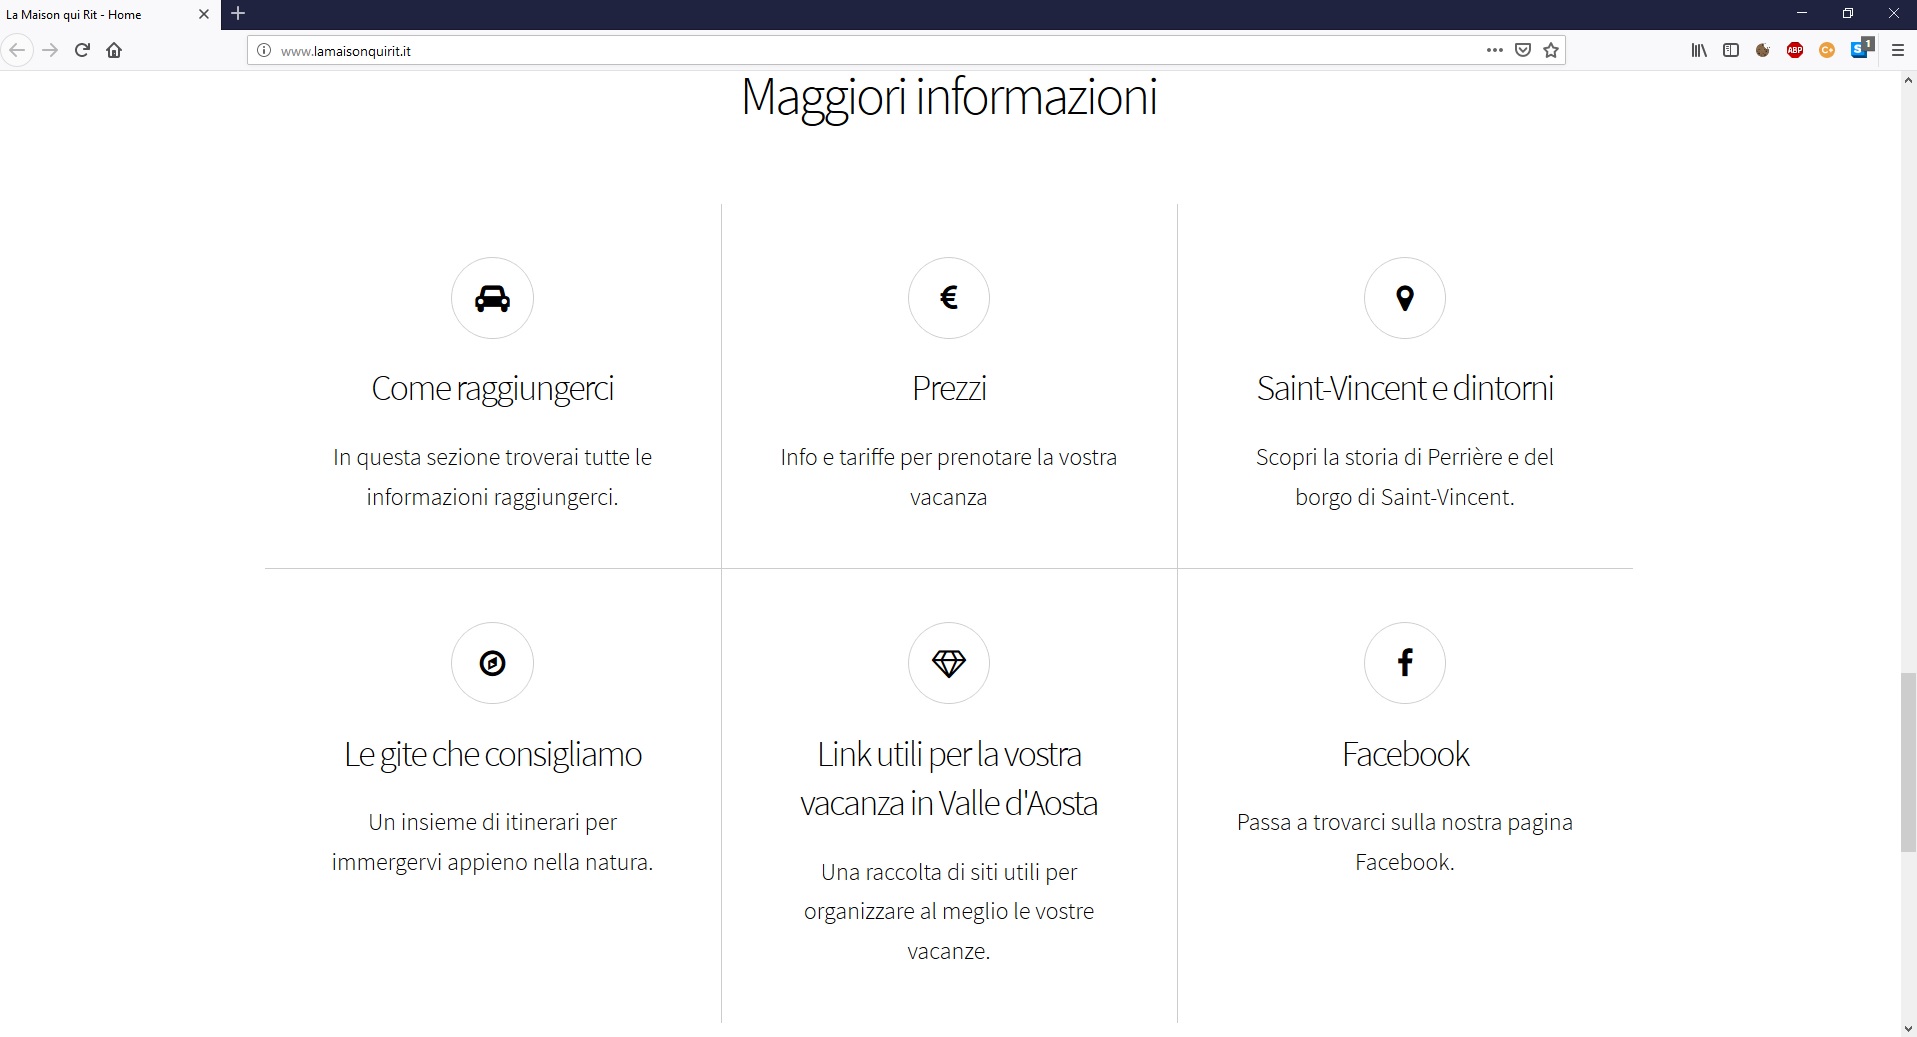 La Maison qui Rit - Home
www.lamaisonquirit.it
ABP
C+
S
1
Maggiori informazioni
€
Come raggiungerci
Prezzi
Saint-Vincent e dintorni
In questa sezione troverai tutte le
informazioni raggiungerci.
Info e tariffe per prenotare la vostra
vacanza
Scopri la storia di Perrière e del
borgo di Saint-Vincent.
Le gite che consigliamo
Un insieme di itinerari per
immergervi appieno nella natura.
Link utili per la vostra
vacanza in Valle d'Aosta
Una raccolta di siti utili per
organizzare al meglio le vostre
vacanze.
f
Facebook
Passa a trovarci sulla nostra pagina
Facebook.